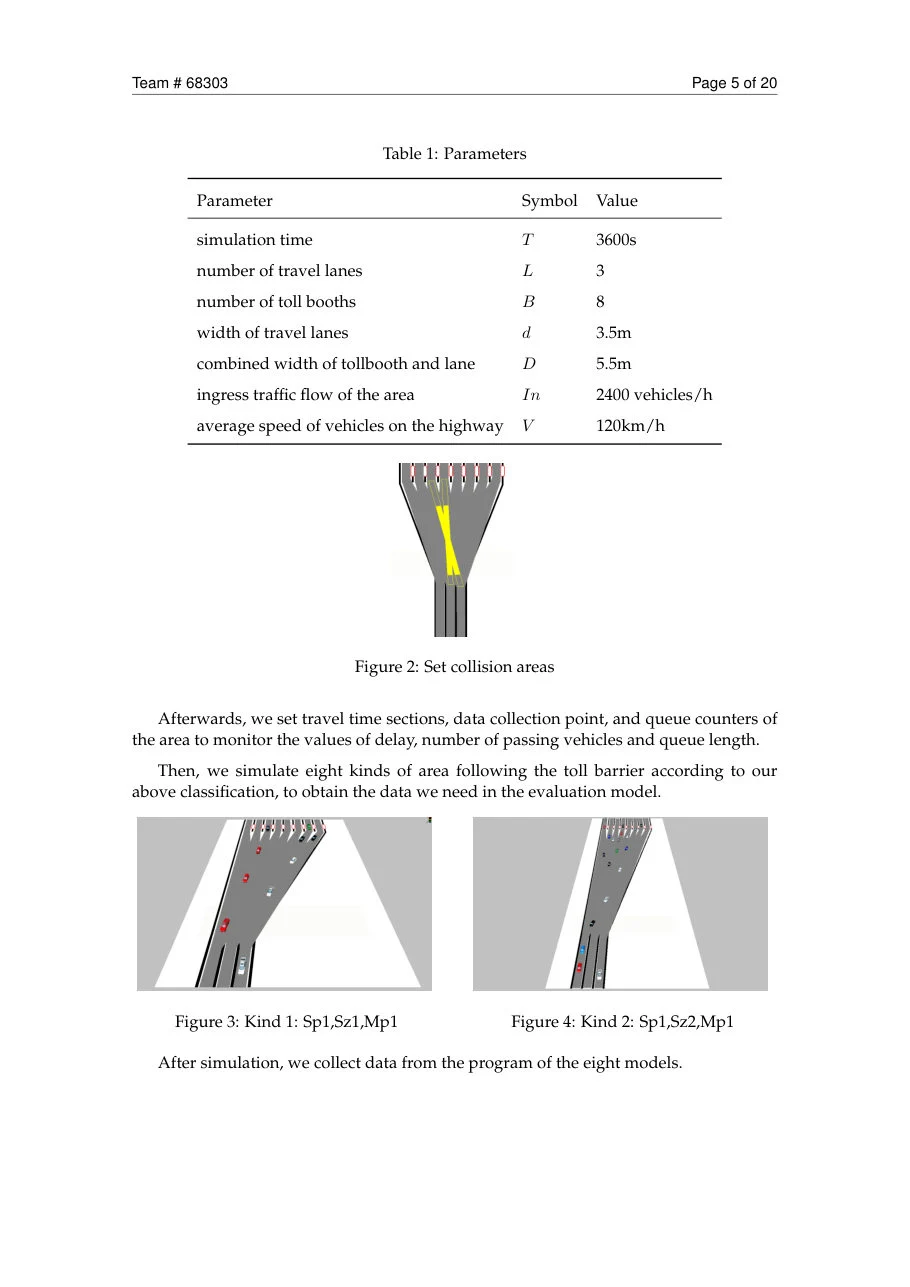 Team # 68303 Page 5 of 20
Table 1: Parameters
Parameter Symbol Value
simulation time T 3600s
number of travel lanes L 3
number of toll booths B 8
width of travel lanes d 3.5m
combined width of tollbooth and lane D 5.5m
ingress traffic flow of the area In 2400 vehicles/h
average speed of vehicles on the highway V 120km/h
Figure 2: Set collision areas
Afterwards, we set travel time sections, data collection point, and queue counters of
the area to monitor the values of delay, number of passing vehicles and queue length.
Then, we simulate eight kinds of area following the toll barrier according to our
above classification, to obtain the data we need in the evaluation model.
Figure 3: Kind 1: Sp1,Sz1,Mp1
Figure 4: Kind 2: Sp1,Sz2,Mp1
After simulation, we collect data from the program of the eight models.